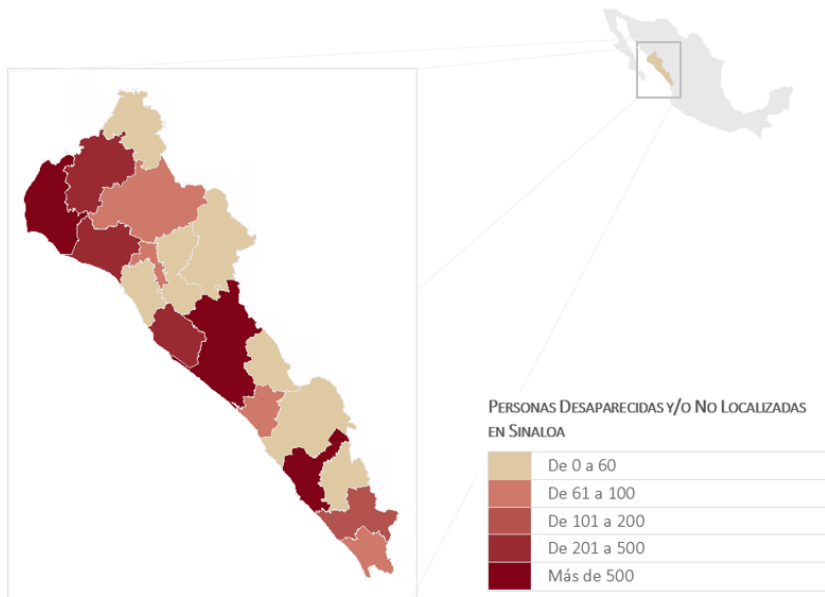 PERSONAS DESAPARECIDAS Y/O NO LOCALIZADAS
EN SINALOA
De 0 a 60
De 61 a 100
De 101 a 200
De 201 a 500
Más de 500